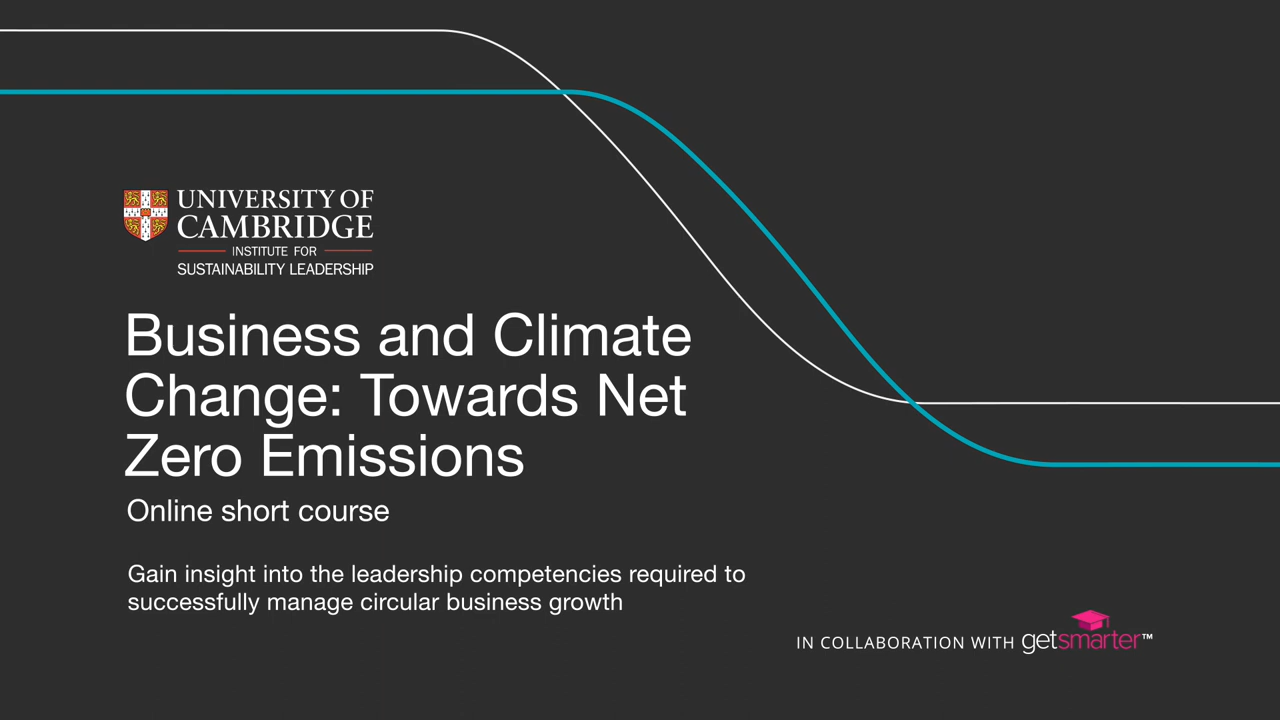 UNIVERSITY OF
CAMBRIDGE
INSTITUTE FOR
SUSTAINABILITY LEADERSHIP
Business and Climate
Change: Towards Net
Zero Emissions
Online short course
Gain insight into the leadership competencies required to
successfully manage circular business growth
IN COLLABORATION WITH getsmarter™